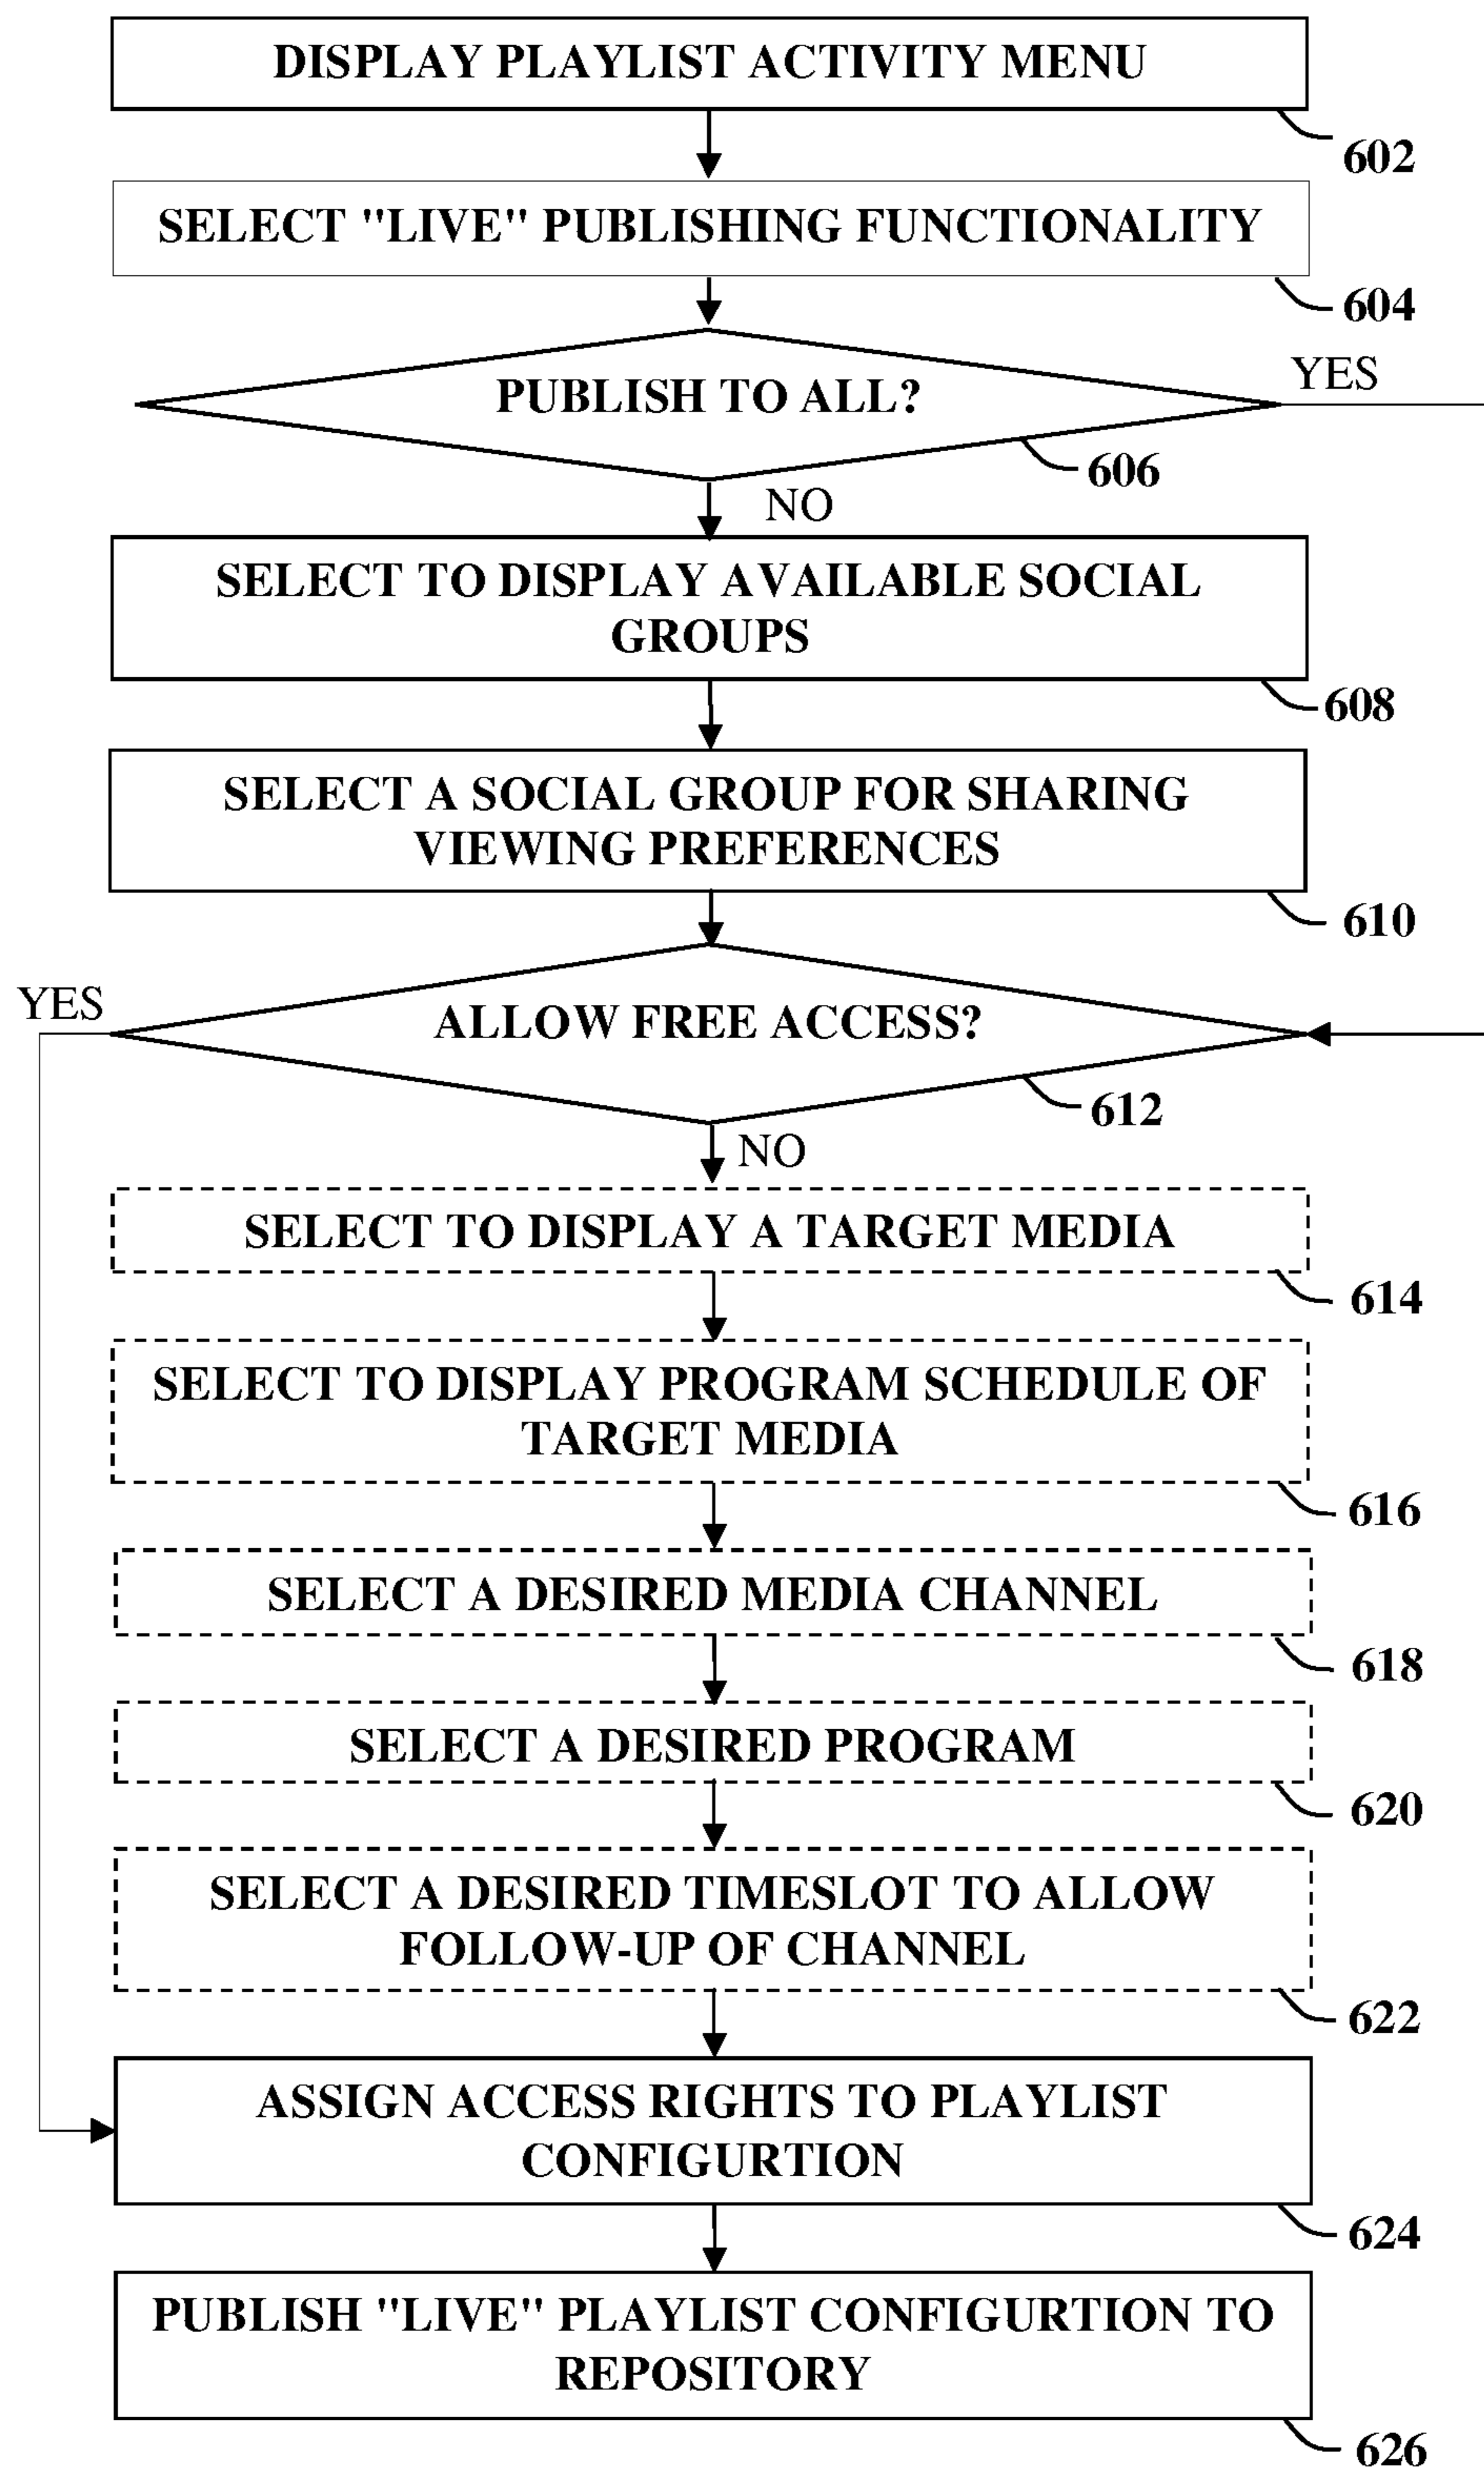 DISPLAY PLAYLIST ACTIVITY MENU
602
SELECT "LIVE" PUBLISHING FUNCTIONALITY
604
PUBLISH TO ALL?
YES
606
NO
SELECT TO DISPLAY AVAILABLE SOCIAL
GROUPS
608
SELECT A SOCIAL GROUP FOR SHARING
VIEWING PREFERENCES
610
YES
ALLOW FREE ACCESS?
612
NO
SELECT TO DISPLAY A TARGET MEDIA
614
SELECT TO DISPLAY PROGRAM SCHEDULE OF
TARGET MEDIA
616
SELECT A DESIRED MEDIA CHANNEL
618
SELECT A DESIRED PROGRAM
620
SELECT A DESIRED TIMESLOT TO ALLOW
FOLLOW-UP OF CHANNEL
622
ASSIGN ACCESS RIGHTS TO PLAYLIST
CONFIGURTION
624
PUBLISH "LIVE" PLAYLIST CONFIGURTION TO
REPOSITORY
626